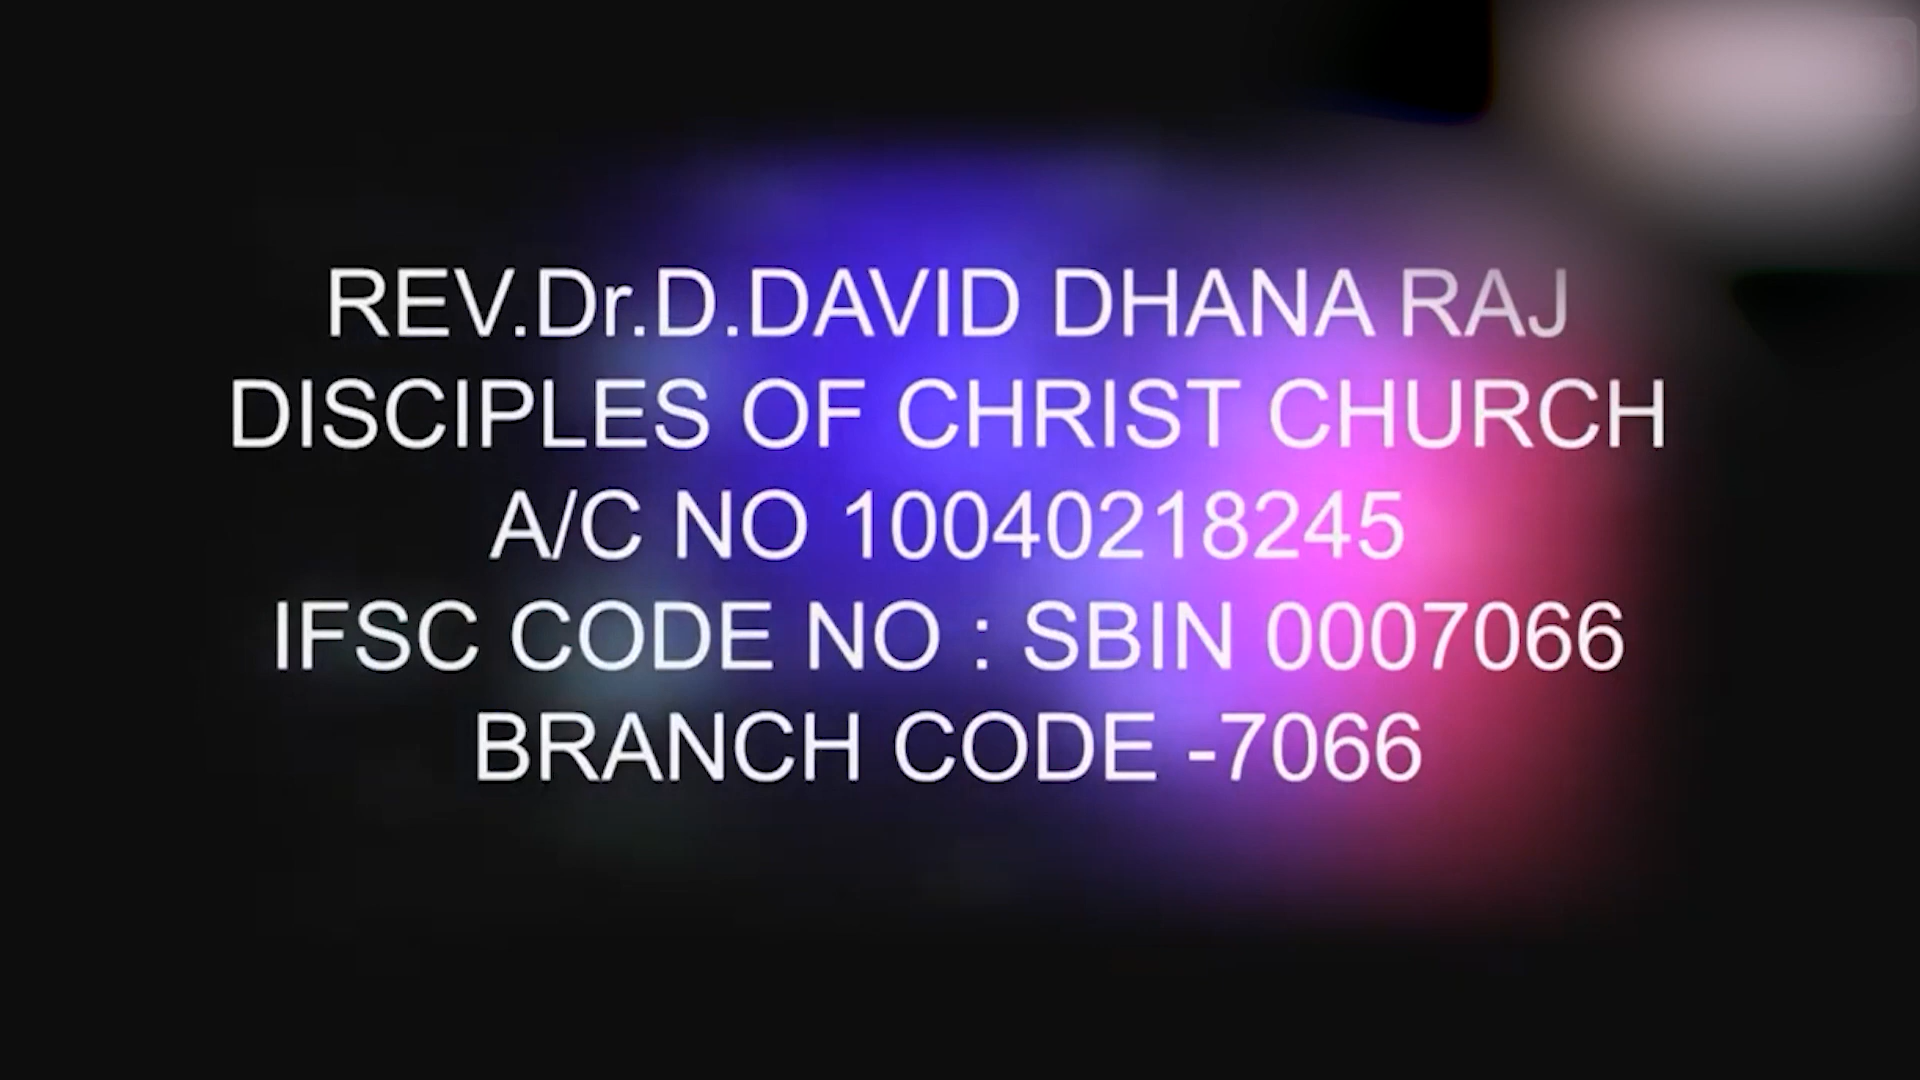 REV.Dr.D.DAVID DHANA RAJ
DISCIPLES OF CHRIST CHURCH
A/C NO 10040218245
IFSC CODE NO : SBIN 0007066
BRANCH CODE -7066